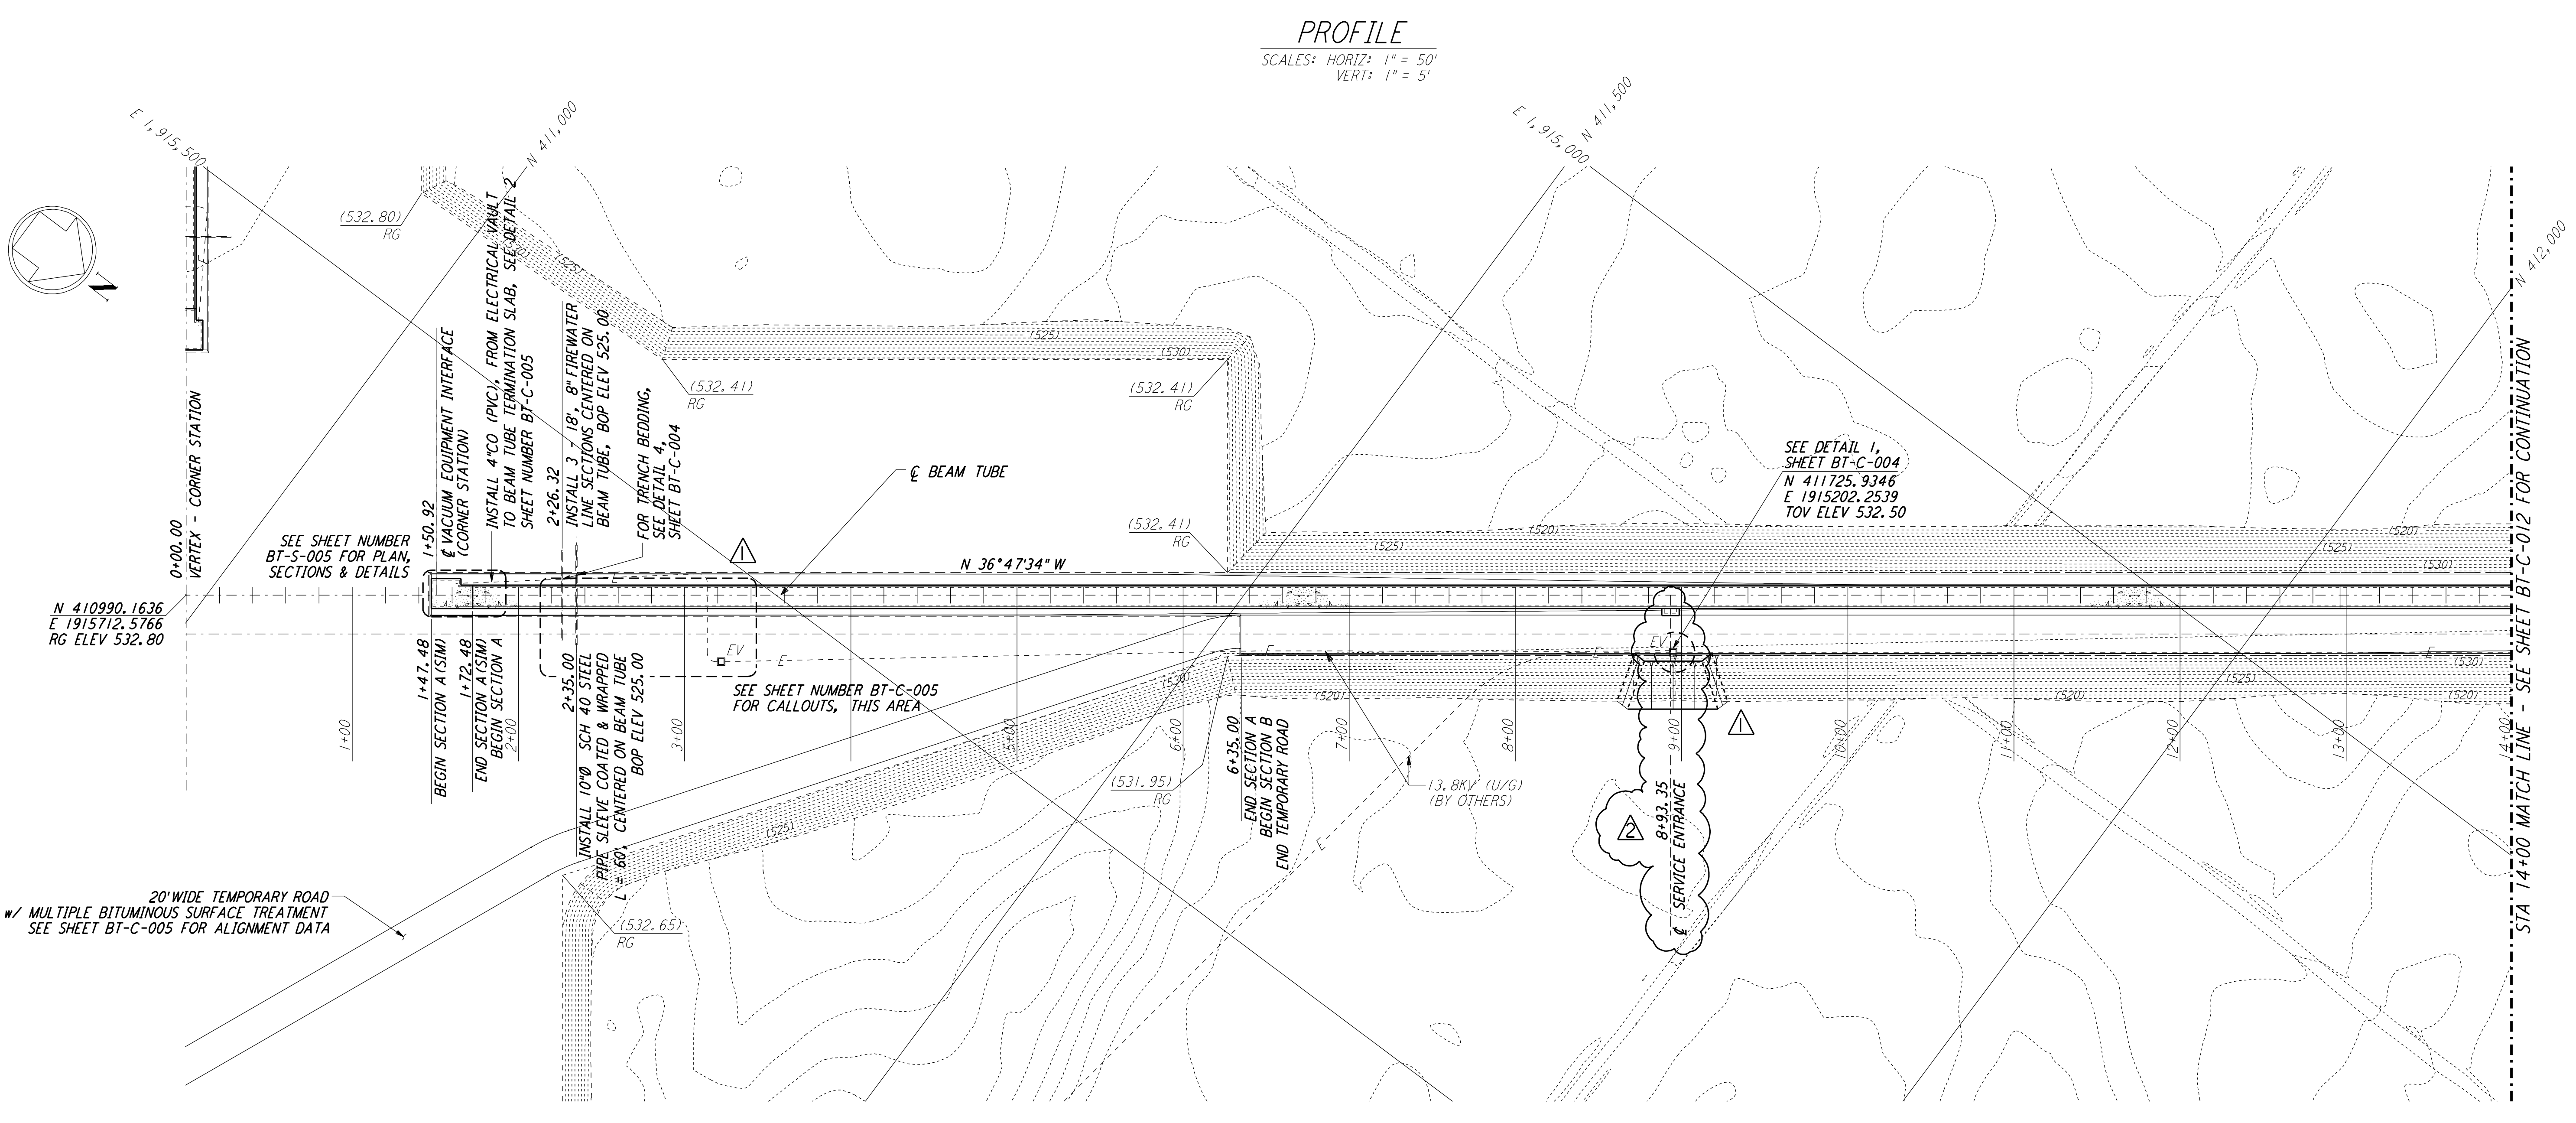 PROFILE
SCALES: HORIZ: 1" = 50'
VERT: 1" = 5'
E 1,915,500
N 411,000
E 1,915,000
N 411,500
N 412,000
N
(532.80)
RG
(520)
(525)
(525)
(530)
(532.41)
RG
(532.41)
RG
(532.41)
RG
0+00.00
VERTEX - CORNER STATION
1+50.92
℄ VACUUM EQUIPMENT INTERFACE
(CORNER STATION)
INSTALL 4"CO (PVC), FROM ELECTRICAL VAULT
TO BEAM TUBE TERMINATION SLAB, SEE DETAIL 2
SHEET NUMBER BT-C-005
2+26.32
INSTALL 3 , 18', 8" FIREWATER
LINE SECTIONS CENTERED ON
BEAM TUBE, BOP ELEV 525.00
FOR TRENCH BEDDING,
SEE DETAIL 4,
SHEET BT-C-004
℄ BEAM TUBE
SEE DETAIL 1,
SHEET BT-C-004
N 411725.9346
E 1915202.2539
TOV ELEV 532.50
SEE SHEET NUMBER
BT-S-005 FOR PLAN,
SECTIONS & DETAILS
1
N 36°47'34" W
(525)
(520)
(525)
(520)
(530)
N 410990.1636
E 1915712.5766
RG ELEV 532.80
E
EV
E
E
EV
E
E
(530)
(530)
(520)
(520)
(525)
(520)
1+47.48
BEGIN SECTION A(SIM)
1+72.48
END SECTION A(SIM)
BEGIN SECTION A
2+35.00
INSTALL 10"Ø SCH 40 STEEL
PIPE SLEEVE COATED & WRAPPED
L = 60', CENTERED ON BEAM TUBE
BOP ELEV 525.00
SEE SHEET NUMBER BT-C-005
FOR CALLOUTS, THIS AREA
1+00
2+00
3+00
5+00
6+00
7+00
8+00
9+00
10+00
11+00
12+00
13+00
14+00
1
6+35.00
END SECTION A
BEGIN SECTION B
END TEMPORARY ROAD
(531.95)
RG
13.8KV (U/G)
(BY OTHERS)
E
2
8+93.35
℄ SERVICE ENTRANCE
(525)
20'WIDE TEMPORARY ROAD
w/ MULTIPLE BITUMINOUS SURFACE TREATMENT
SEE SHEET BT-C-005 FOR ALIGNMENT DATA
(532.65)
RG
STA 14+00 MATCH LINE - SEE SHEET BT-C-012 FOR CONTINUATION